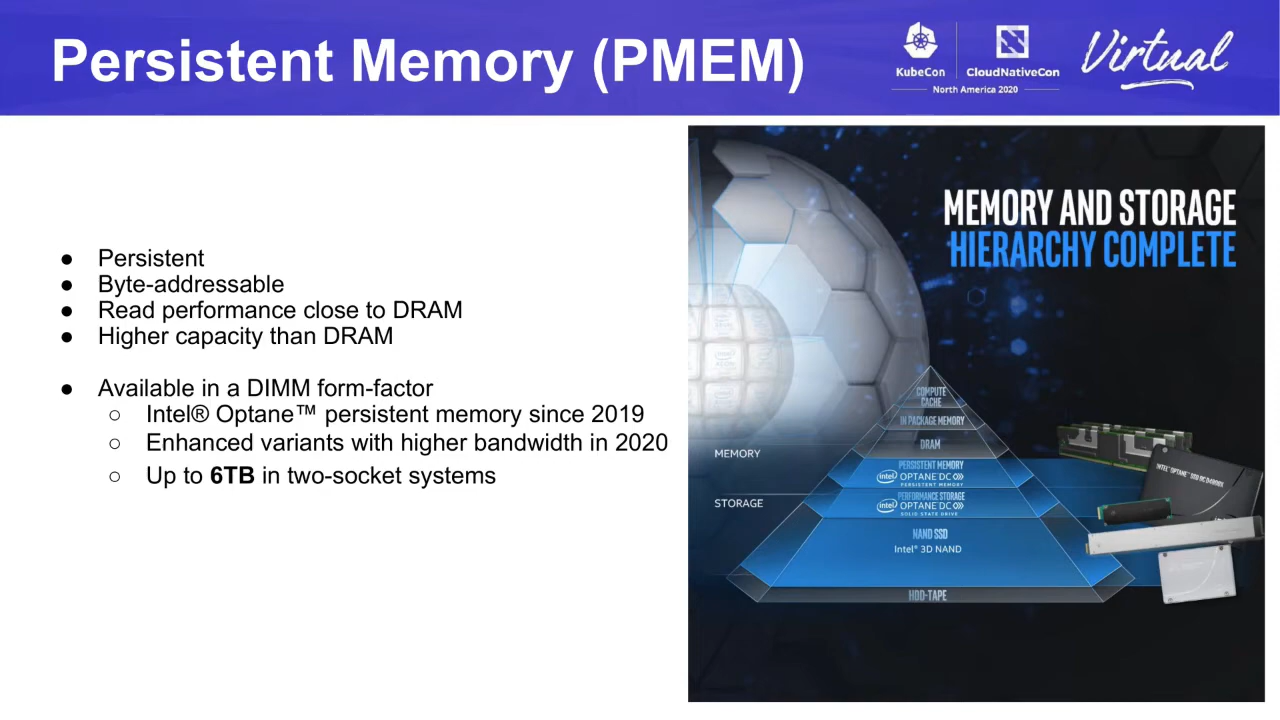 Persistent Memory (PMEM)
KubeCon
CloudNativeCon
North America 2020
Virtual
● Persistent
● Byte-addressable
● Read performance close to DRAM
● Higher capacity than DRAM
● Available in a DIMM form-factor
○ Intel® Optane™ persistent memory since 2019
○ Enhanced variants with higher bandwidth in 2020
○ Up to 6TB in two-socket systems
MEMORY AND STORAGE
HIERARCHY COMPLETE
COMPUTE
CACHE
IN PACKAGE MEMORY
DRAM
MEMORY
PERSISTENT MEMORY
intel OPTANE DC
PERSISTENT MEMORY
STORAGE
PERFORMANCE STORAGE
intel OPTANE DC
SOLID STATE DRIVE
NAND SSD
Intel® 3D NAND
HDD-TAPE